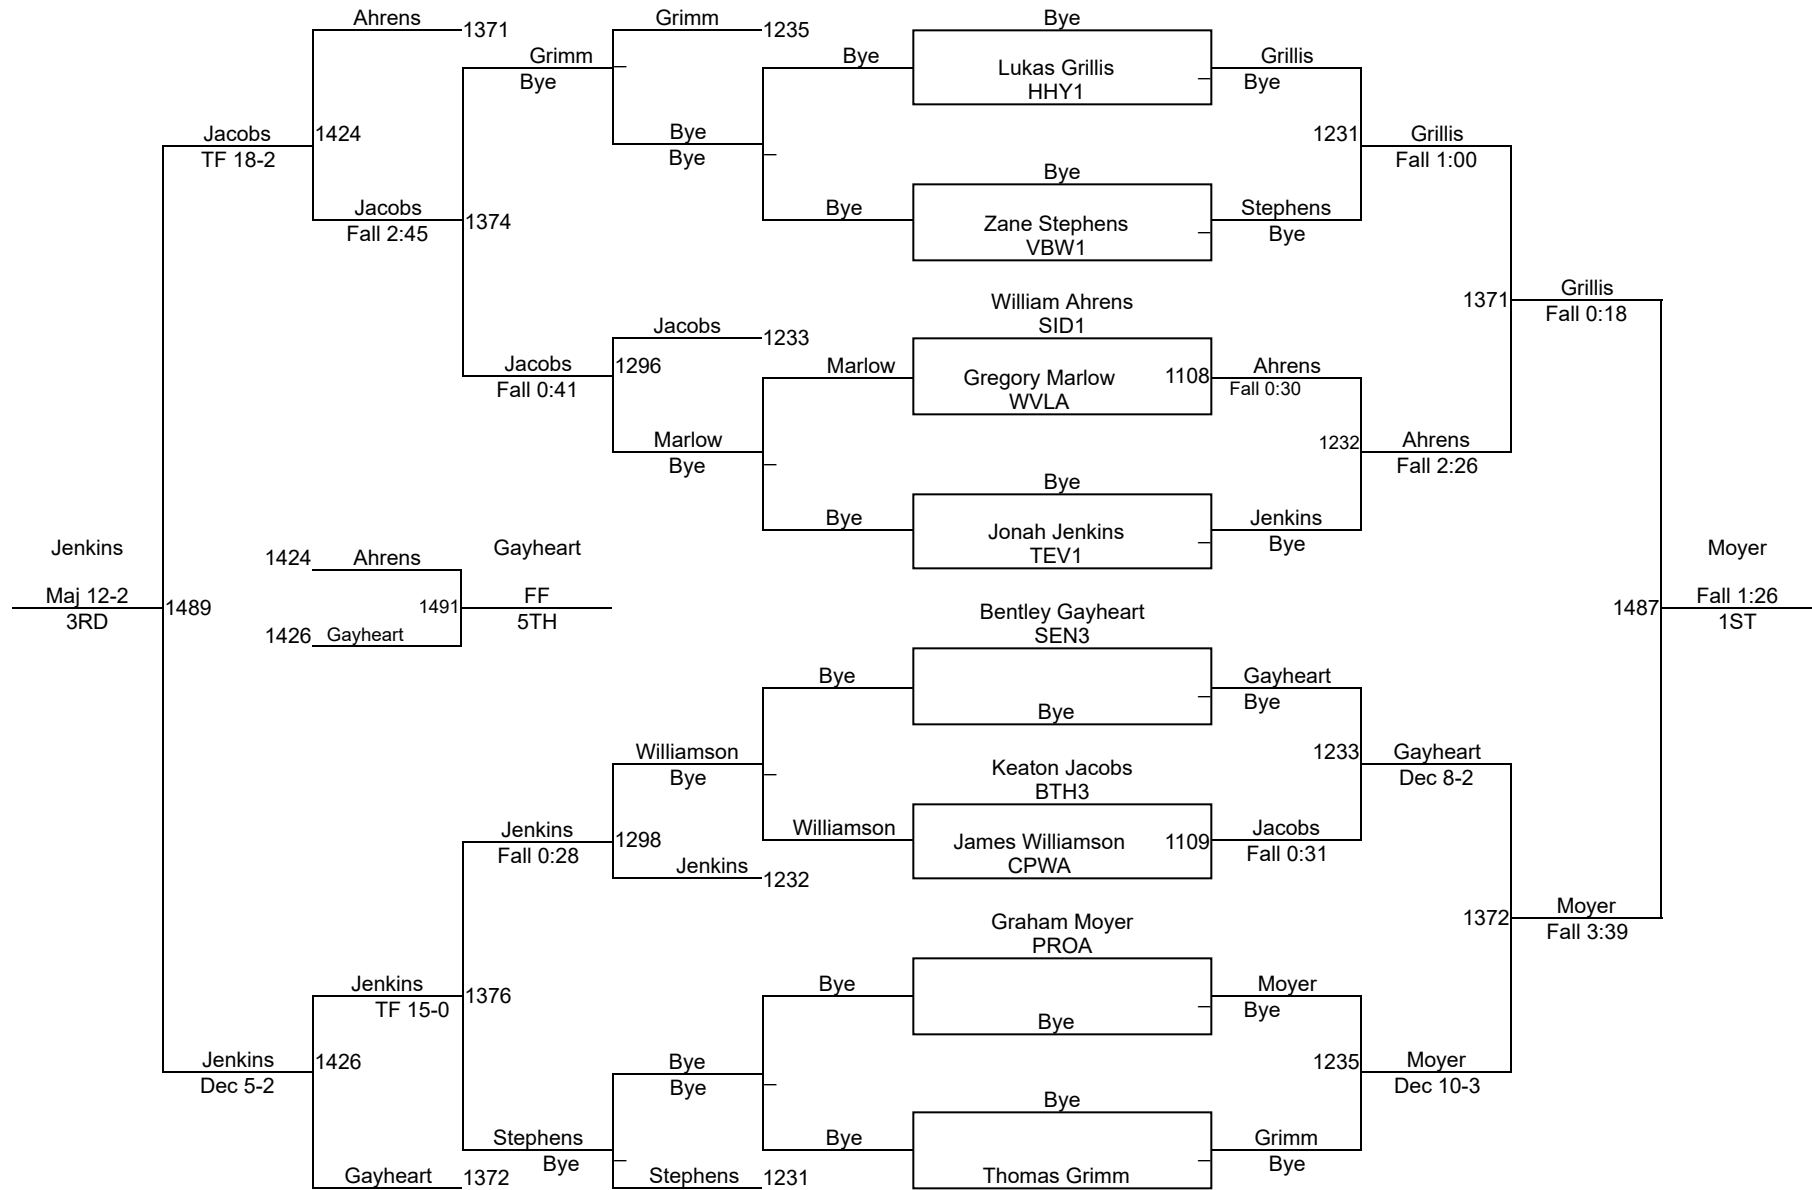 Ahrens
1371
Grimm
1235
Bye
Grimm
Bye
Bye
Lukas Grillis
HHY1
Grillis
Bye
Jacobs
TF 18-2
1424
Bye
Bye
1231
Grillis
Fall 1:00
Bye
Jacobs
Fall 2:45
1374
Bye
Zane Stephens
VBW1
Stephens
Bye
William Ahrens
SID1
1371
Grillis
Fall 0:18
Jacobs
1233
Jacobs
Fall 0:41
1296
Marlow
Gregory Marlow
WVLA
1108
Ahrens
Fall 0:30
Marlow
Bye
1232
Ahrens
Fall 2:26
Bye
Bye
Jonah Jenkins
TEV1
Jenkins
Bye
Jenkins
Maj 12-2
3RD
1489
1424
Ahrens
1426
Gayheart
1491
Gayheart
FF
5TH
1487
Moyer
Fall 1:26
1ST
Bentley Gayheart
SEN3
Bye
Bye
Gayheart
Bye
Williamson
Bye
Keaton Jacobs
BTH3
1233
Gayheart
Dec 8-2
Jenkins
Fall 0:28
1298
Williamson
James Williamson
CPWA
1109
Jacobs
Fall 0:31
Jenkins
1232
Graham Moyer
PROA
1372
Moyer
Fall 3:39
Jenkins
TF 15-0
1376
Bye
Bye
Moyer
Bye
Jenkins
Dec 5-2
1426
Bye
Bye
1235
Moyer
Dec 10-3
Bye
Stephens
Bye
Bye
Thomas Grimm
Grimm
Bye
Gayheart
1372
Stephens
1231